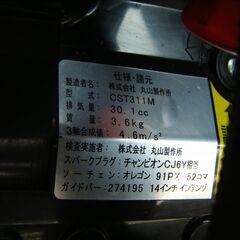 仕様・諸元
製造者名： 株式会社 丸山製作所
型式： CST311M
排気量： 30.1cc
質量： 3.6kg
3軸合成値： 4.6m/s²
検査実施者： 株式会社 丸山製作所
スパークプラグ：チャンピオンCJ6Y相当
ソーチェン：オレゴン 91PX-52コマ
ガイドバー：274195 14インチ インテンジ